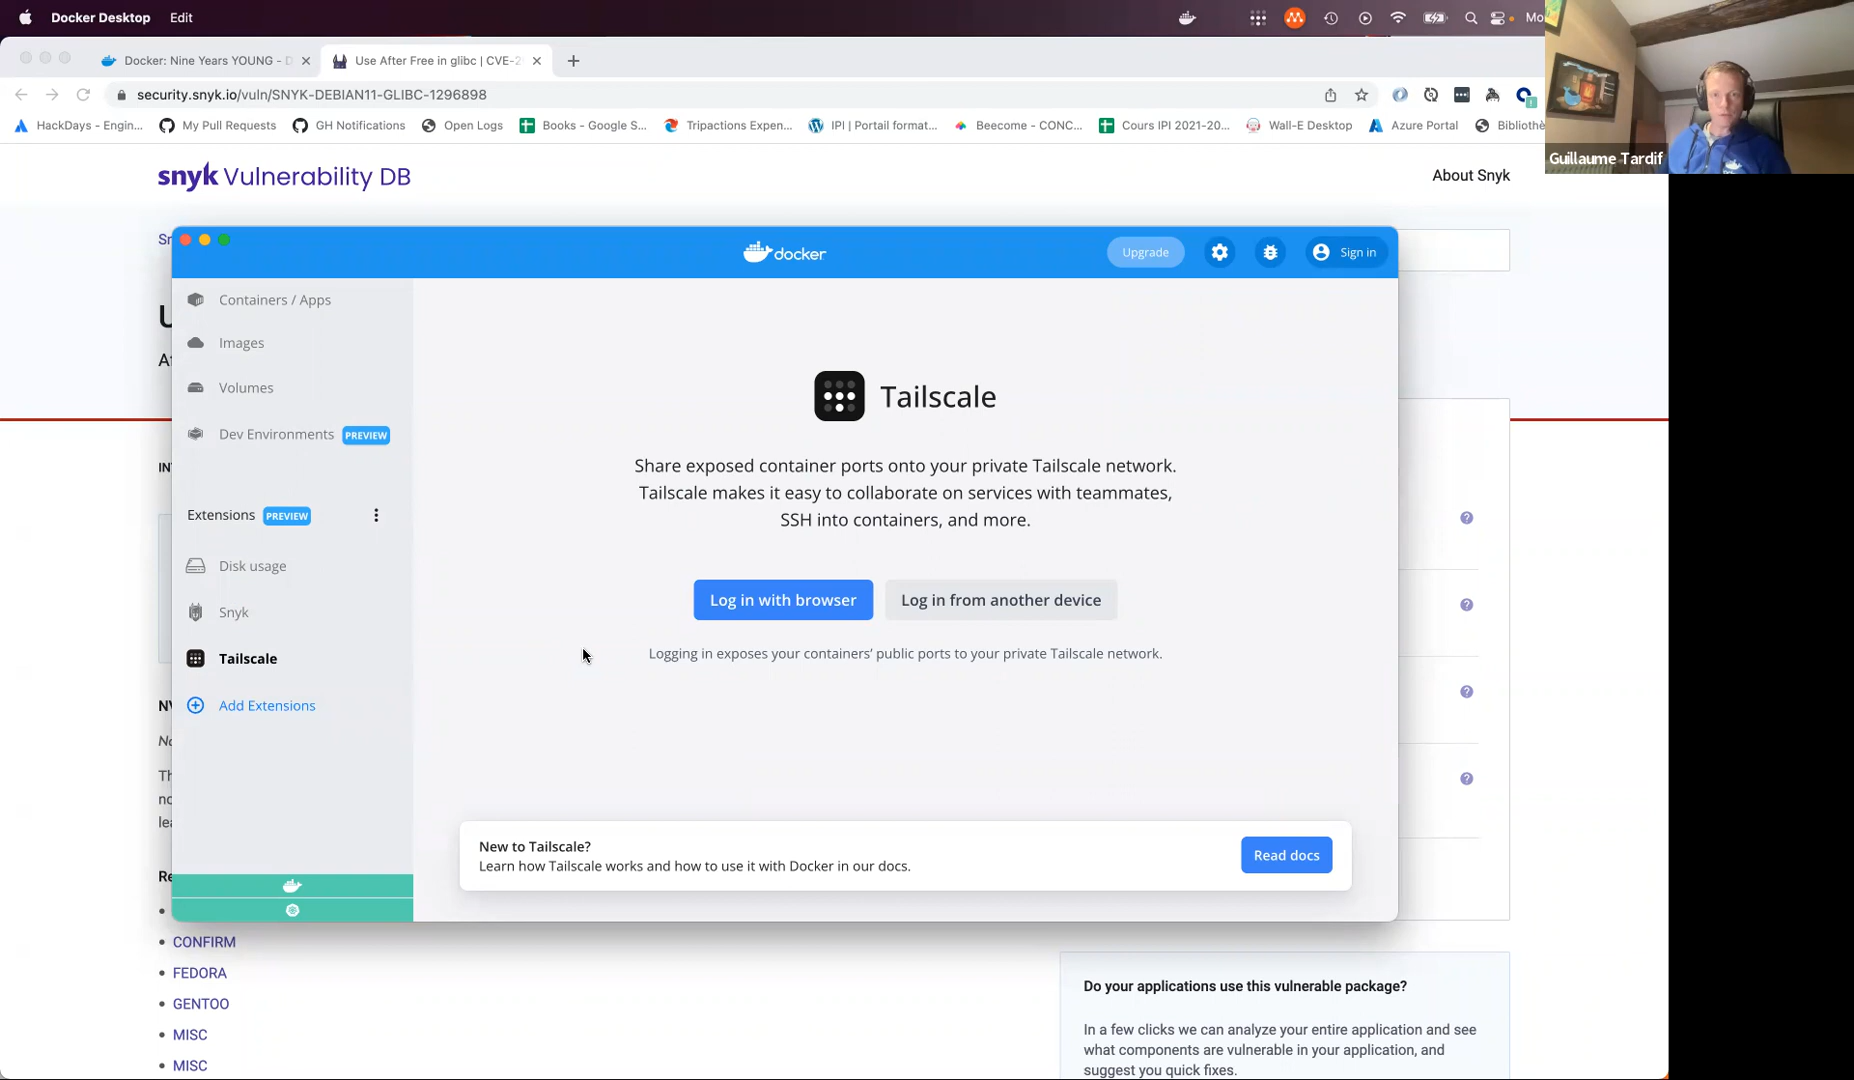 Docker Desktop Edit Mo
Docker: Nine Years YOUNG - D
Use After Free in glibc | CVE-2
security.snyk.io/vuln/SNYK-DEBIAN11-GLIBC-1296898
HackDays - Engin... My Pull Requests GH Notifications Open Logs Books - Google S... Tripactions Expen... IPI | Portail format... Beecome - CONC... Cours IPI 2021-20... Wall-E Desktop Azure Portal Biblioth
Guillaume Tardif
snyk Vulnerability DB
About Snyk
docker
Upgrade
Sign in
Containers / Apps
Images
Volumes
Dev Environments PREVIEW
Extensions PREVIEW
Disk usage
Snyk
Tailscale
Add Extensions
Tailscale
Share exposed container ports onto your private Tailscale network.
Tailscale makes it easy to collaborate on services with teammates,
SSH into containers, and more.
Log in with browser
Log in from another device
Logging in exposes your containers’ public ports to your private Tailscale network.
New to Tailscale?
Learn how Tailscale works and how to use it with Docker in our docs.
Read docs
CONFIRM
FEDORA
GENTOO
MISC
MISC
Do your applications use this vulnerable package?
In a few clicks we can analyze your entire application and see
what components are vulnerable in your application, and
suggest you quick fixes.